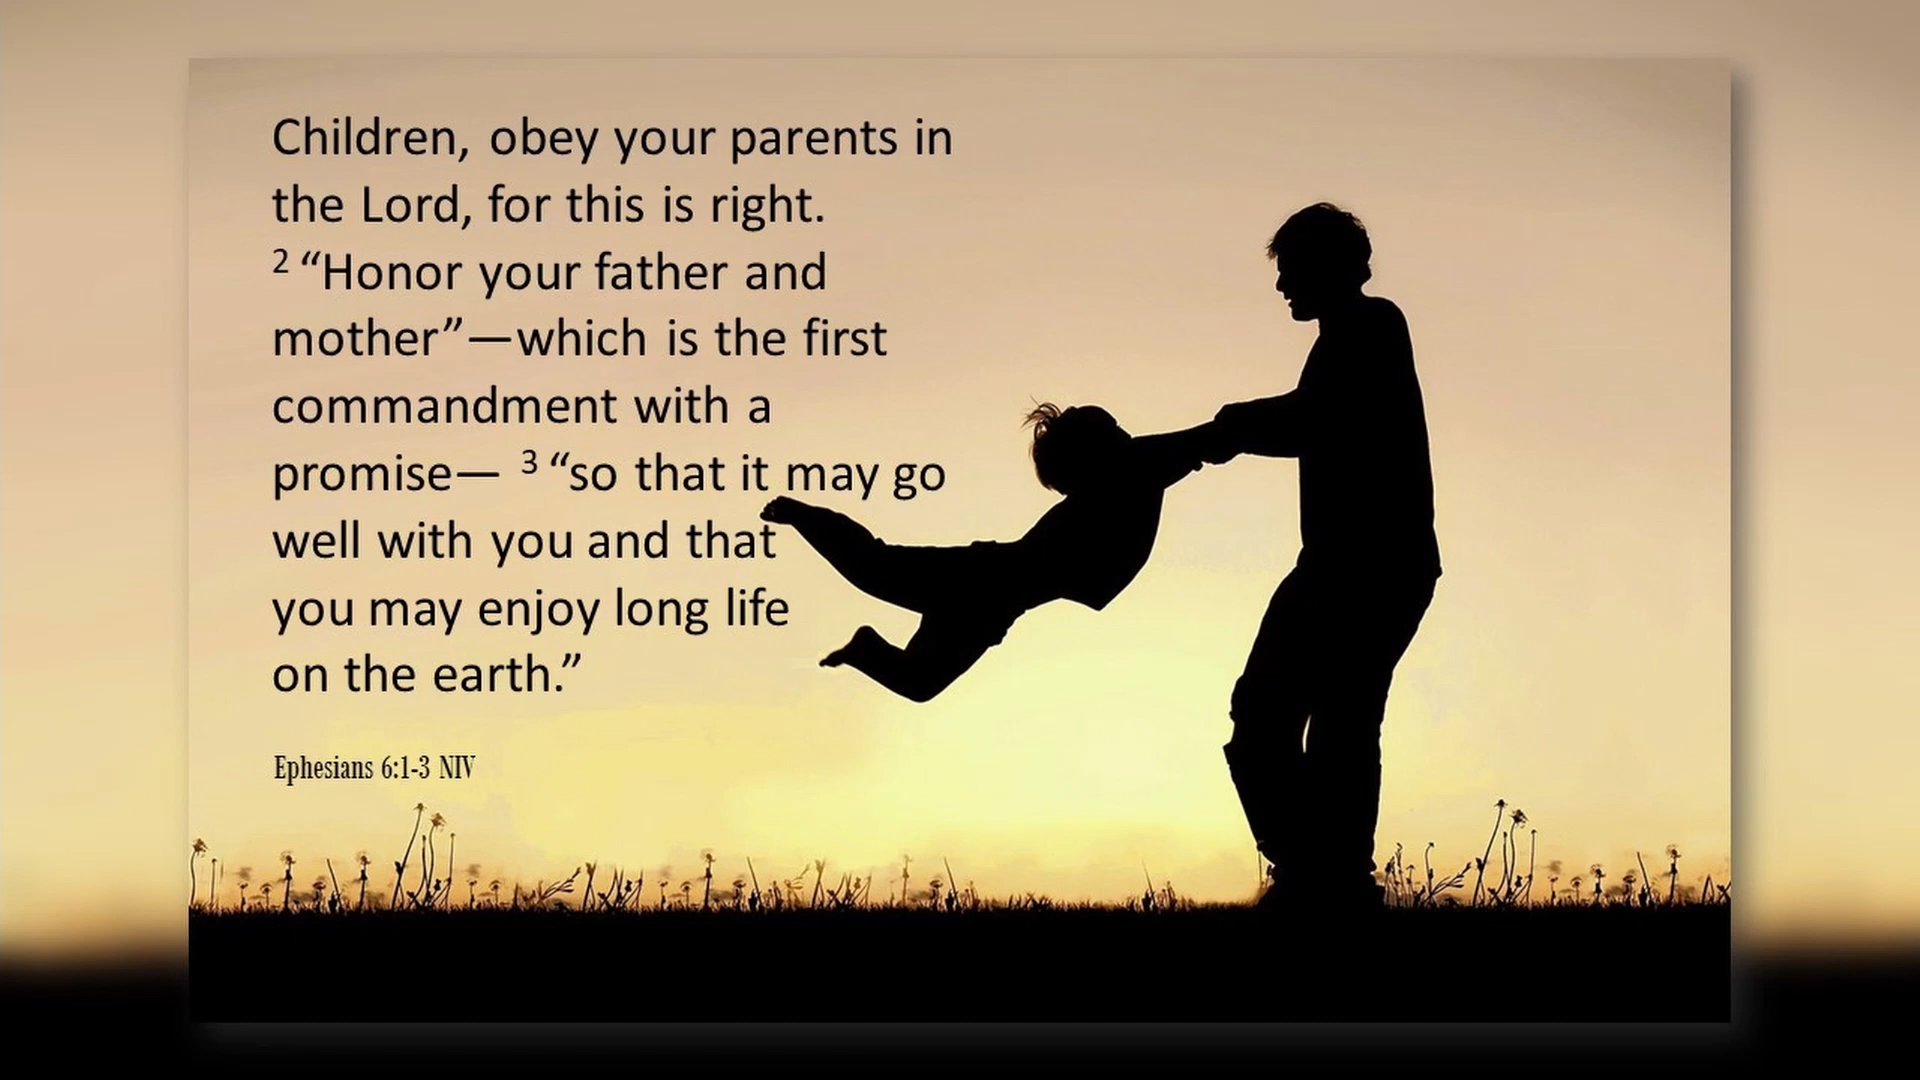 Children, obey your parents in
the Lord, for this is right.
² “Honor your father and
mother”—which is the first
commandment with a
promise— ³ “so that it may go
well with you and that
you may enjoy long life
on the earth.”
Ephesians 6:1-3 NIV